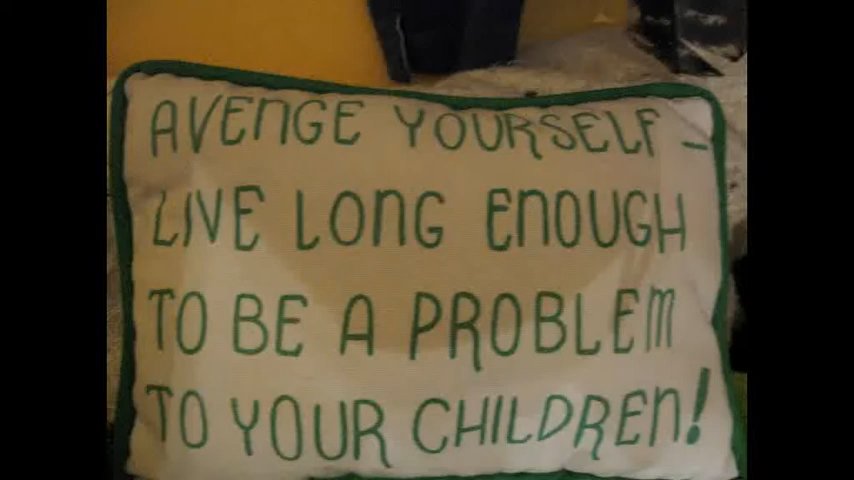 AVENGE YOURSELF –
LIVE LONG ENOUGH
TO BE A PROBLEM
TO YOUR CHILDREN!